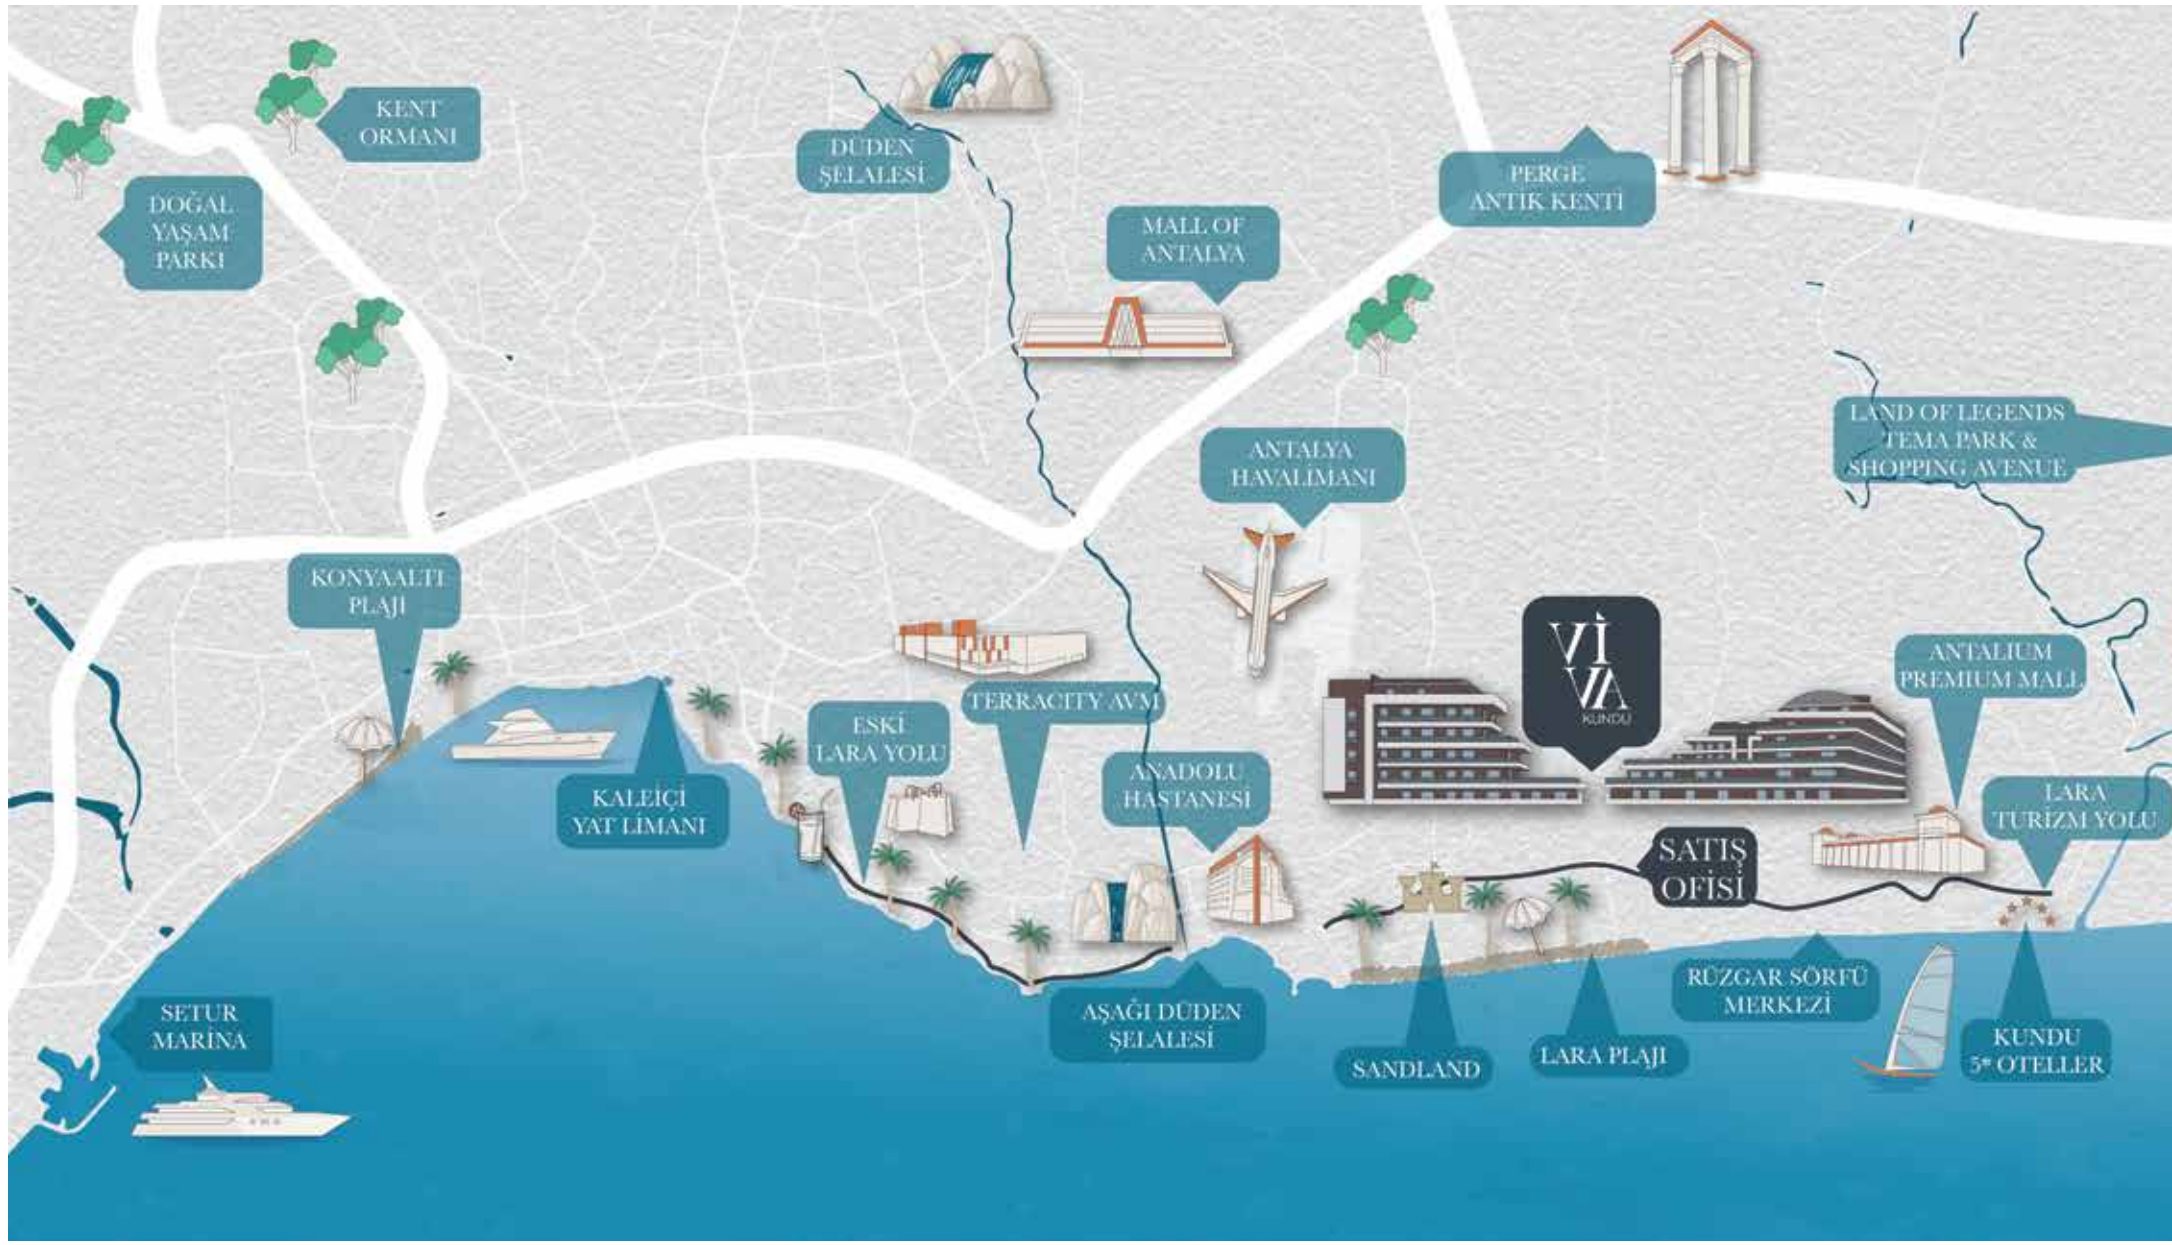 KENT
ORMANI
DOĞAL
YAŞAM
PARKI
DÜDEN
ŞELALESİ
MALL OF
ANTALYA
PERGE
ANTİK KENTİ
LAND OF LEGENDS
TEMA PARK &
SHOPPING AVENUE
ANTALYA
HAVALİMANI
KONYAALTI
PLAJI
KALEİÇİ
YAT LİMANI
ESKİ
LARA YOLU
TERRACITY AVM
ANADOLU
HASTANESİ
Vİ
VA
KUNDU
ANTALIUM
PREMIUM MALL
LARA
TURİZM YOLU
SATIŞ
OFİSİ
SETUR
MARİNA
AŞAĞI DÜDEN
ŞELALESİ
SANDLAND
LARA PLAJI
RÜZGAR SÖRFÜ
MERKEZİ
KUNDU
5* OTELLER